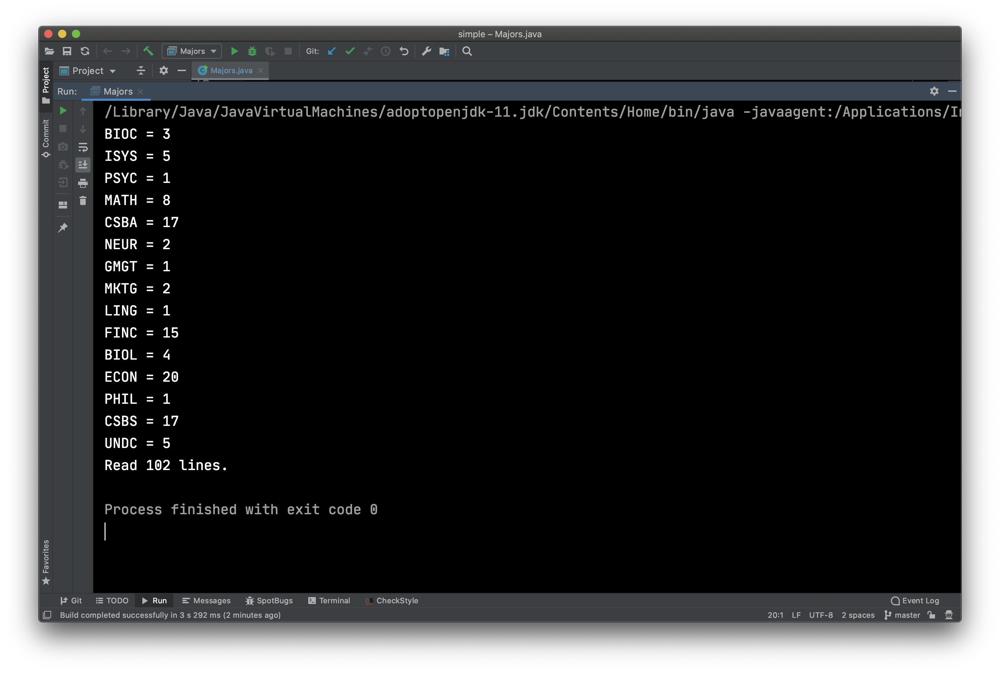 simple – Majors.java
Majors
Git:
Project
Majors.java
Project
Commit
Favorites
Run: Majors
/Library/Java/JavaVirtualMachines/adoptopenjdk-11.jdk/Contents/Home/bin/java -javaagent:/Applications/
BIOC = 3
ISYS = 5
PSYC = 1
MATH = 8
CSBA = 17
NEUR = 2
GMGT = 1
MKTG = 2
LING = 1
FINC = 15
BIOL = 4
ECON = 20
PHIL = 1
CSBS = 17
UNDC = 5
Read 102 lines.
Process finished with exit code 0
Git TODO Run Messages SpotBugs Terminal CheckStyle Event Log
Build completed successfully in 3 s 292 ms (2 minutes ago) 20:1 LF UTF-8 2 spaces master